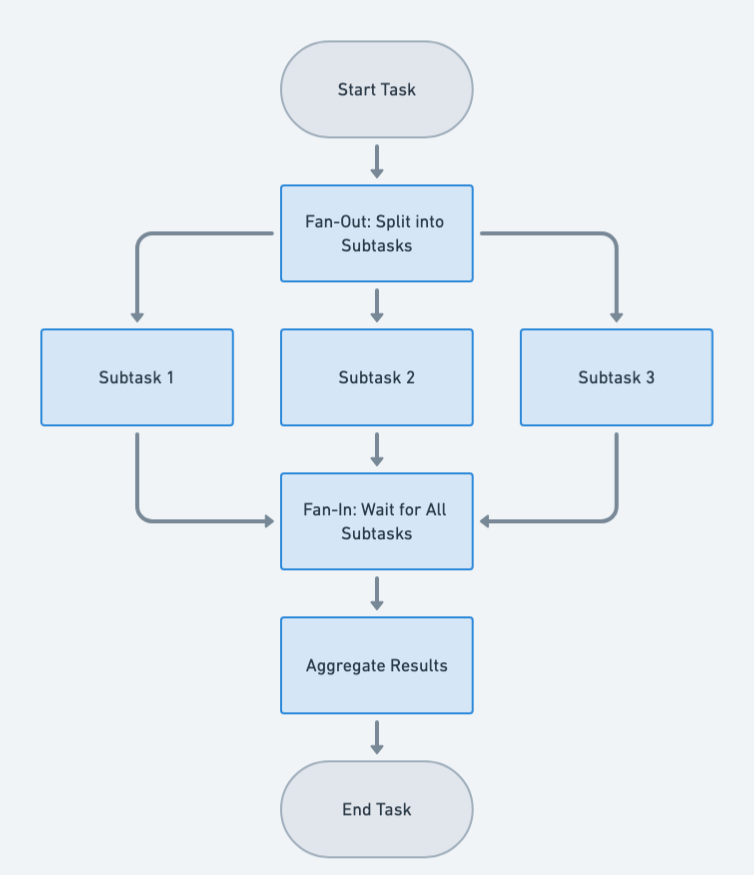 Start Task
Fan-Out: Split into
Subtasks
Subtask 1
Subtask 2
Subtask 3
Fan-In: Wait for All
Subtasks
Aggregate Results
End Task